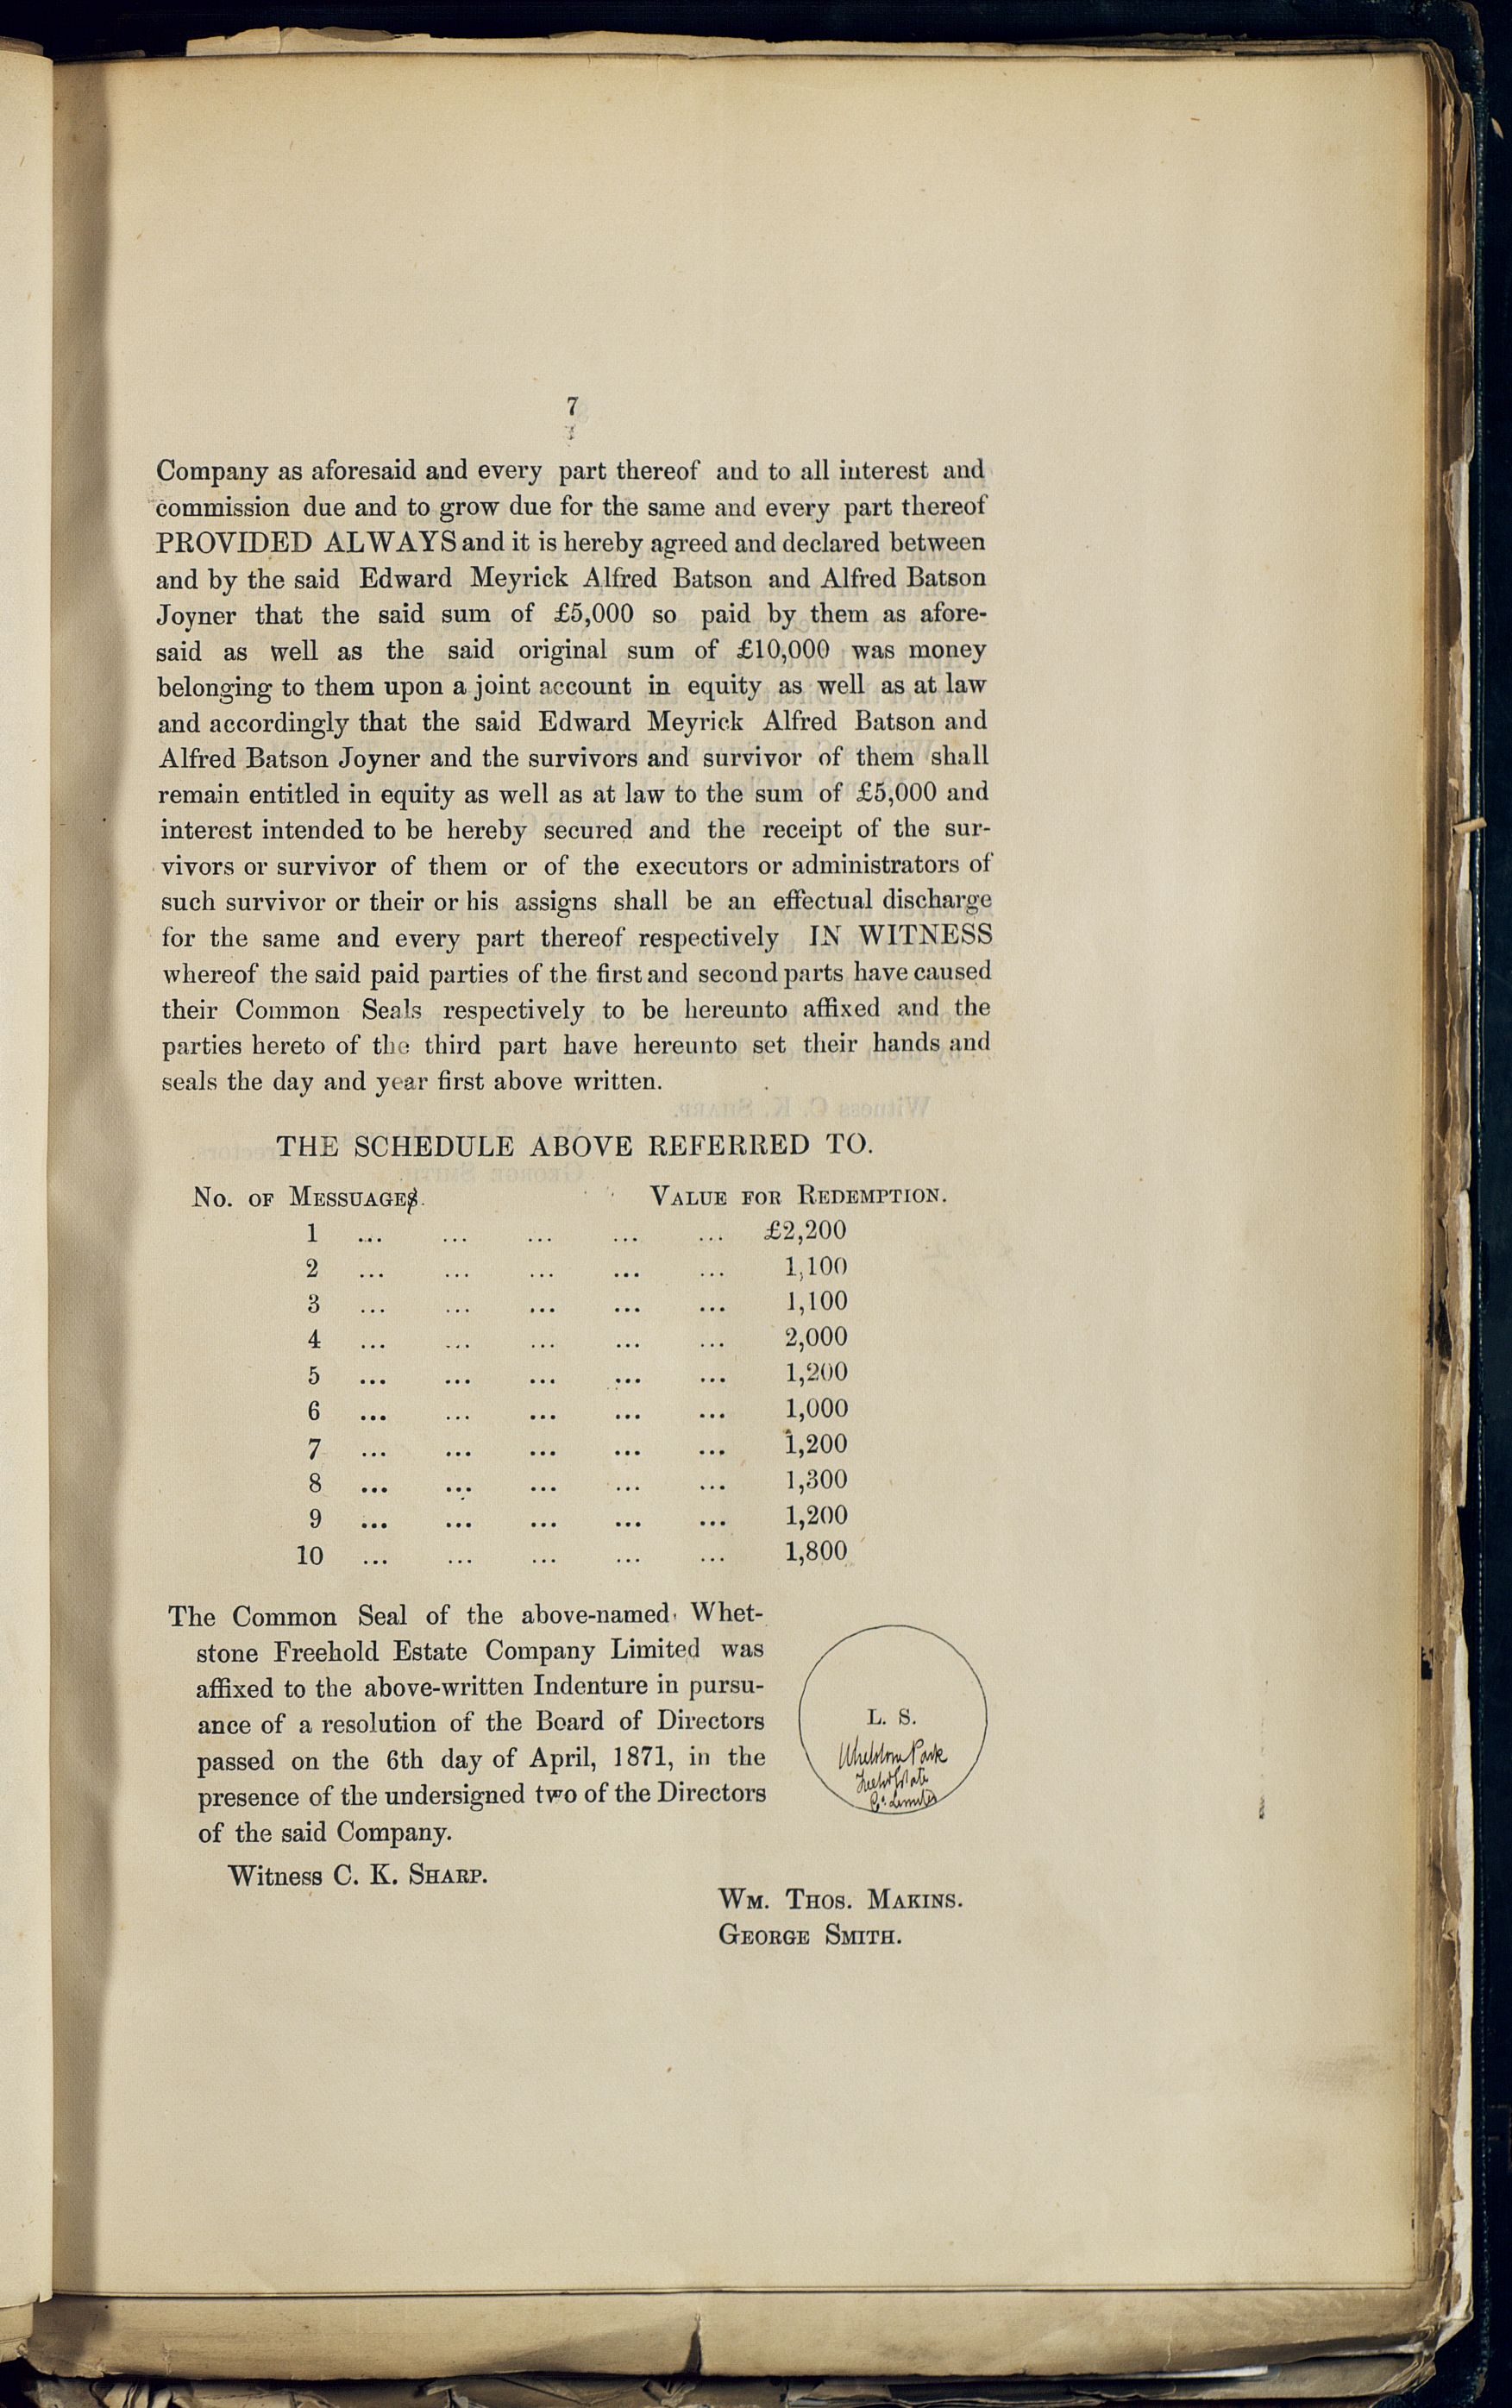 7
Company as aforesaid and every part thereof and to all interest and
commission due and to grow due for the same and every part thereof
PROVIDED ALWAYS and it is hereby agreed and declared between
and by the said Edward Meyrick Alfred Batson and Alfred Batson
Joyner that the said sum of £5,000 so paid by them as afore-
said as well as the said original sum of £10,000 was money
belonging to them upon a joint account in equity as well as at law
and accordingly that the said Edward Meyrick Alfred Batson and
Alfred Batson Joyner and the survivors and survivor of them shall
remain entitled in equity as well as at law to the sum of £5,000 and
interest intended to be hereby secured and the receipt of the sur-
vivors or survivor of them or of the executors or administrators of
such survivor or their or his assigns shall be an effectual discharge
for the same and every part thereof respectively IN WITNESS
whereof the said paid parties of the first and second parts have caused
their Common Seals respectively to be hereunto affixed and the
parties hereto of the third part have hereunto set their hands and
seals the day and year first above written.
THE SCHEDULE ABOVE REFERRED TO.
No. of Messuages. Value for Redemption.
1 ... ... ... ... ... £2,200
2 ... ... ... ... ... 1,100
3 ... ... ... ... ... 1,100
4 ... ... ... ... ... 2,000
5 ... ... ... ... ... 1,200
6 ... ... ... ... ... 1,000
7 ... ... ... ... ... 1,200
8 ... ... ... ... ... 1,300
9 ... ... ... ... ... 1,200
10 ... ... ... ... ... 1,800
The Common Seal of the above-named Whet-
stone Freehold Estate Company Limited was
affixed to the above-written Indenture in pursu-
ance of a resolution of the Board of Directors
passed on the 6th day of April, 1871, in the
presence of the undersigned two of the Directors
of the said Company.
L. S.
Whetstone Park
Freehd Estate
Co. Limited
Witness C. K. Sharp.
Wm. Thos. Makins.
George Smith.